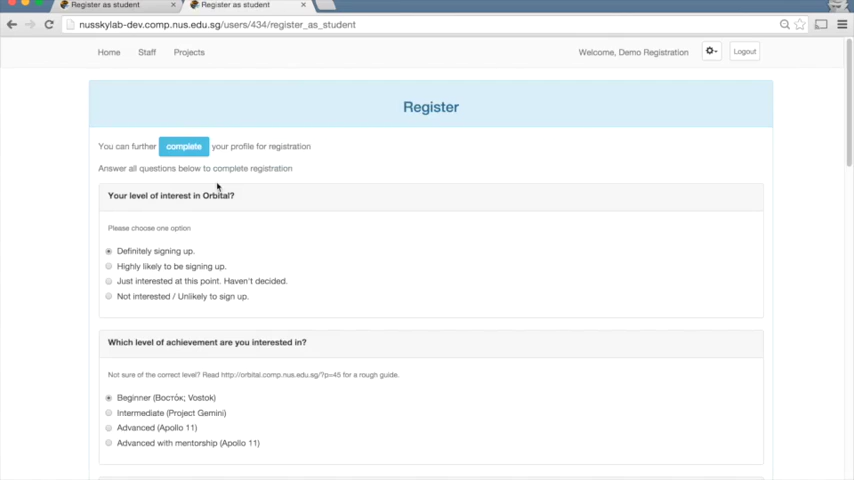 Register as student
Register as student
nusskylab-dev.comp.nus.edu.sg/users/434/register_as_student
Home Staff Projects Welcome, Demo Registration Logout
Register
You can further complete your profile for registration
Answer all questions below to complete registration
Your level of interest in Orbital?
Please choose one option
Definitely signing up.
Highly likely to be signing up.
Just interested at this point. Haven't decided.
Not interested / Unlikely to sign up.
Which level of achievement are you interested in?
Not sure of the correct level? Read http://orbital.comp.nus.edu.sg/?p=45 for a rough guide.
Beginner (Восто́к; Vostok)
Intermediate (Project Gemini)
Advanced (Apollo 11)
Advanced with mentorship (Apollo 11)